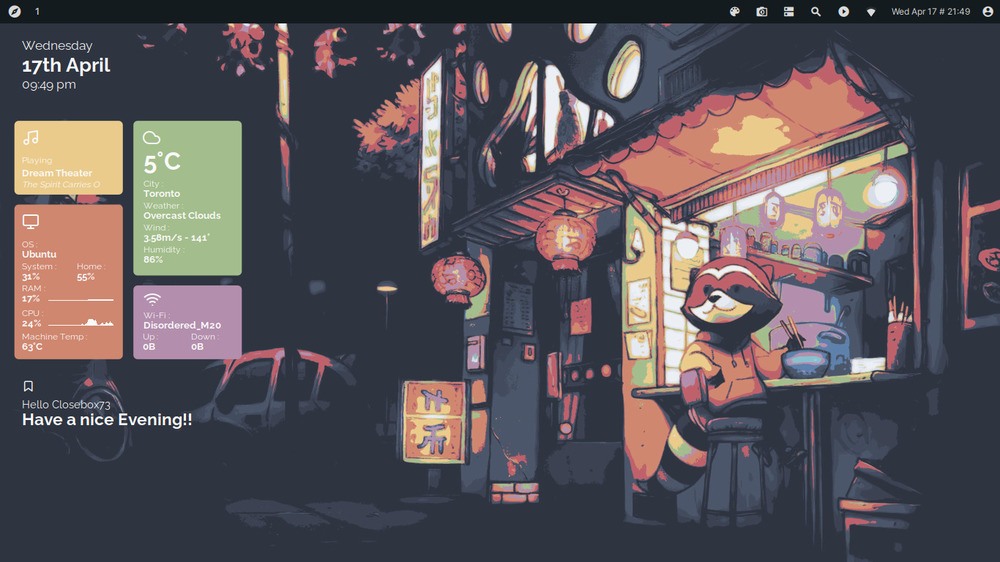 1
Wed Apr 17 # 21:49
Wednesday
17th April
09:49 pm
Playing
Dream Theater
The Spirit Carries O
5°C
City :
Toronto
Weather :
Overcast Clouds
Wind :
3.58m/s - 141°
Humidity :
86%
OS :
Ubuntu
System : Home :
31% 55%
RAM :
17%
CPU :
24%
Machine Temp :
63°C
Wi-Fi :
Disordered_M20
Up : Down :
0B 0B
Hello Closebox73
Have a nice Evening!!